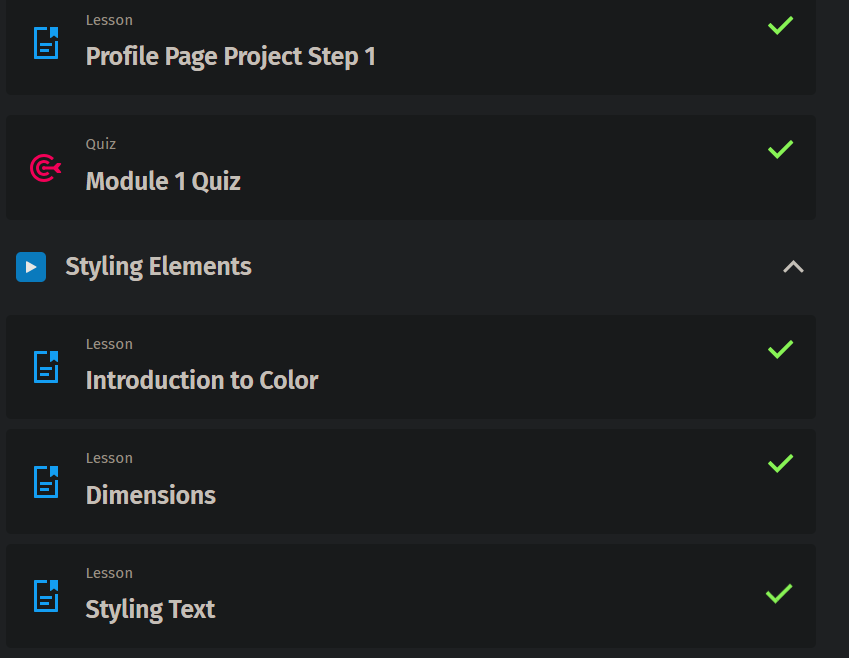 Lesson
Profile Page Project Step 1
Quiz
Module 1 Quiz
Styling Elements
Lesson
Introduction to Color
Lesson
Dimensions
Lesson
Styling Text